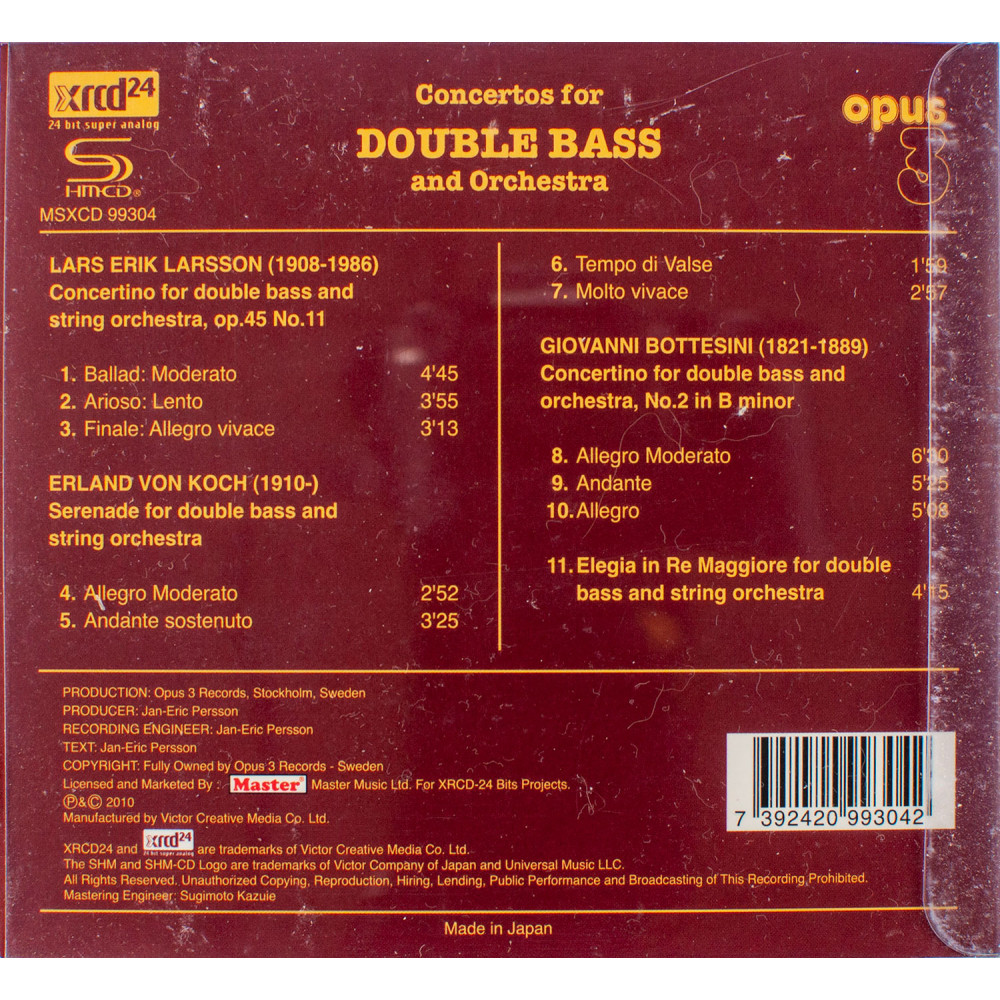 xrcd24
24 bit super analog
HM-CD®
MSXCD 99304
Concertos for
DOUBLE BASS
and Orchestra
opus
3
LARS ERIK LARSSON (1908-1986)
Concertino for double bass and
string orchestra, op.45 No.11
1. Ballad: Moderato 4'45
2. Arioso: Lento 3'55
3. Finale: Allegro vivace 3'13
ERLAND VON KOCH (1910-)
Serenade for double bass and
string orchestra
4. Allegro Moderato 2'52
5. Andante sostenuto 3'25
6. Tempo di Valse 1'59
7. Molto vivace 2'57
GIOVANNI BOTTESINI (1821-1889)
Concertino for double bass and
orchestra, No.2 in B minor
8. Allegro Moderato 6'30
9. Andante 5'25
10. Allegro 5'08
11. Elegia in Re Maggiore for double
bass and string orchestra 4'15
PRODUCTION: Opus 3 Records, Stockholm, Sweden
PRODUCER: Jan-Eric Persson
RECORDING ENGINEER: Jan-Eric Persson
TEXT: Jan-Eric Persson
COPYRIGHT: Fully Owned by Opus 3 Records - Sweden
Licensed and Marketed By : Master Master Music Ltd. For XRCD-24 Bits Projects.
℗&© 2010
Manufactured by Victor Creative Media Co. Ltd.
XRCD24 and xrcd24 24 bit super analog are trademarks of Victor Creative Media Co. Ltd.
The SHM and SHM-CD Logo are trademarks of Victor Company of Japan and Universal Music LLC.
All Rights Reserved. Unauthorized Copying, Reproduction, Hiring, Lending, Public Performance and Broadcasting of This Recording Prohibited.
Mastering Engineer: Sugimoto Kazuie
7 392420 993042
Made in Japan